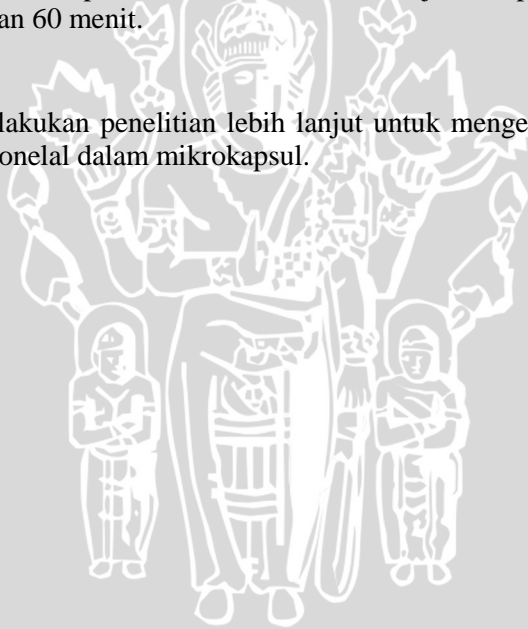 an 60 menit.
lakukan penelitian lebih lanjut untuk menge
onelal dalam mikrokapsul.